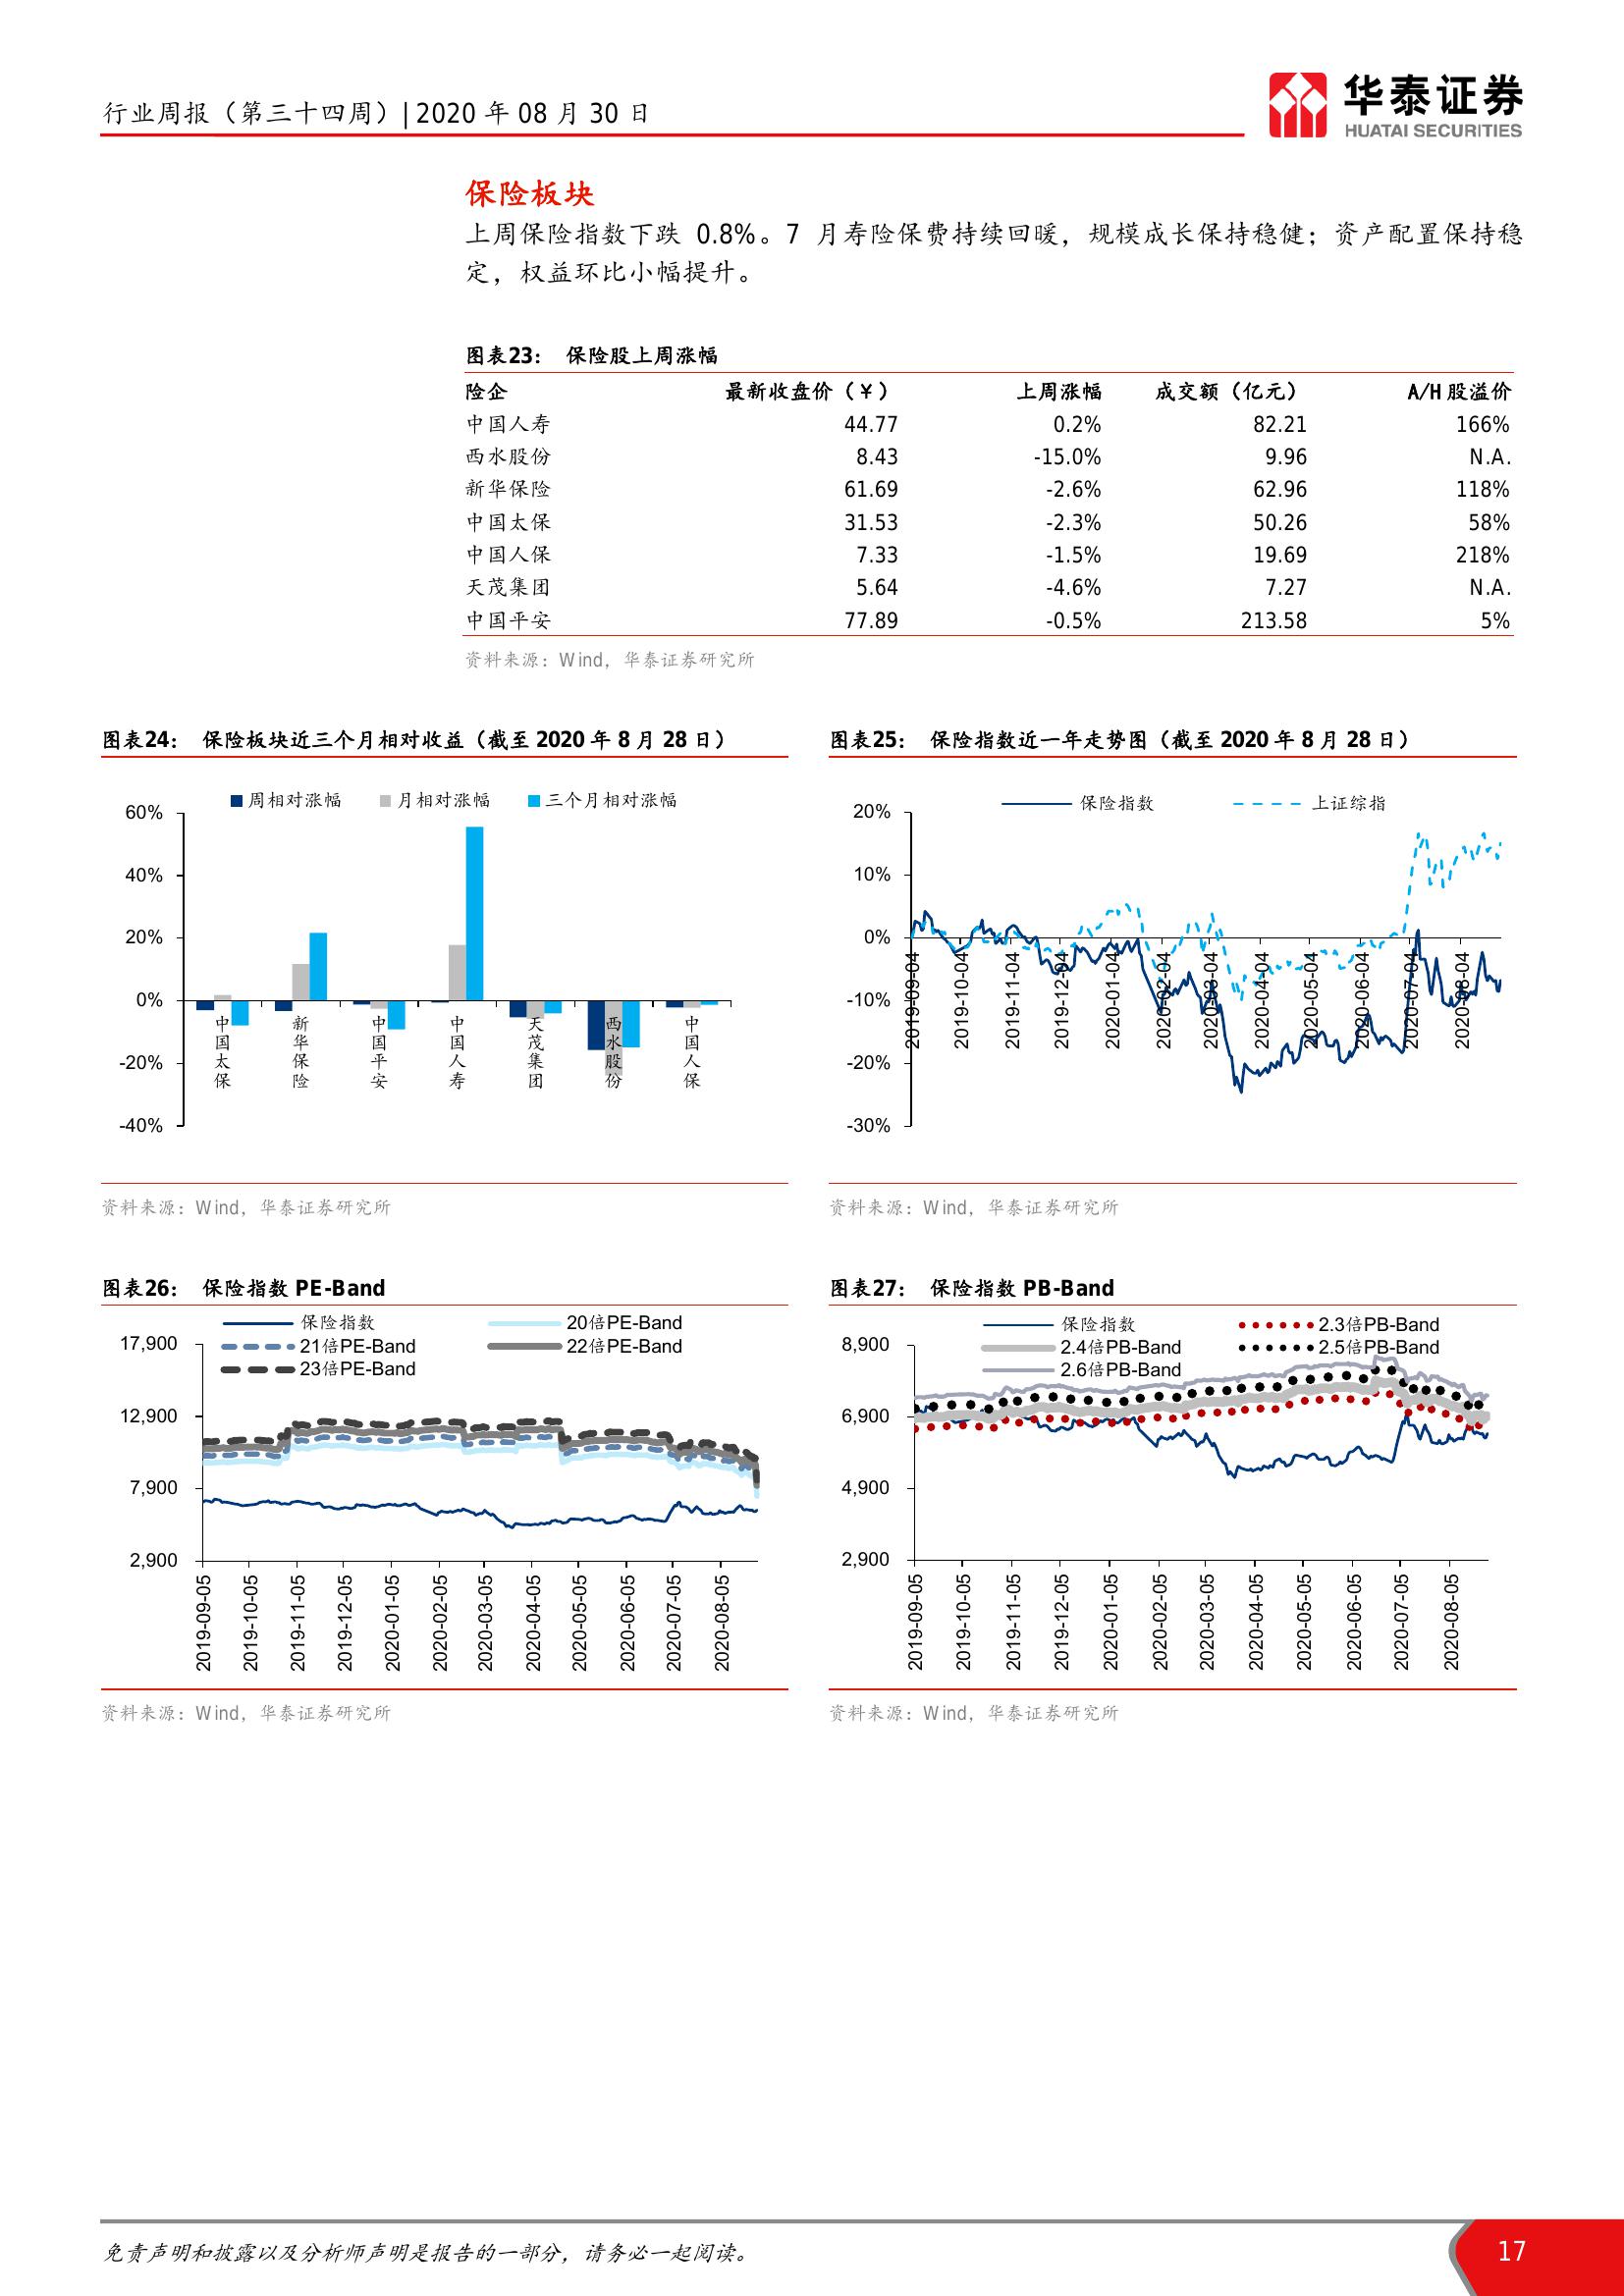 行业周报（第三十四周）| 2020 年 08 月 30 日
华泰证券
HUATAI SECURITIES
保险板块
上周保险指数下跌 0.8%。7 月寿险保费持续回暖，规模成长保持稳健；资产配置保持稳
定，权益环比小幅提升。
图表23： 保险股上周涨幅
险企 最新收盘价（￥） 上周涨幅 成交额（亿元） A/H 股溢价
中国人寿 44.77 0.2% 82.21 166%
西水股份 8.43 -15.0% 9.96 N.A.
新华保险 61.69 -2.6% 62.96 118%
中国太保 31.53 -2.3% 50.26 58%
中国人保 7.33 -1.5% 19.69 218%
天茂集团 5.64 -4.6% 7.27 N.A.
中国平安 77.89 -0.5% 213.58 5%
资料来源：Wind，华泰证券研究所
图表24： 保险板块近三个月相对收益（截至 2020 年 8 月 28 日）
周相对涨幅 月相对涨幅 三个月相对涨幅
60%
40%
20%
0%
-20%
-40%
中国太保
新华保险
中国平安
中国人寿
天茂集团
西水股份
中国人保
资料来源：Wind，华泰证券研究所
图表25： 保险指数近一年走势图（截至 2020 年 8 月 28 日）
保险指数 上证综指
20%
10%
0%
-10%
-20%
-30%
2019-09-04
2019-10-04
2019-11-04
2019-12-04
2020-01-04
2020-02-04
2020-03-04
2020-04-04
2020-05-04
2020-06-04
2020-07-04
2020-08-04
资料来源：Wind，华泰证券研究所
图表26： 保险指数 PE-Band
保险指数 20倍PE-Band
21倍PE-Band 22倍PE-Band
23倍PE-Band
17,900
12,900
7,900
2,900
2019-09-05
2019-10-05
2019-11-05
2019-12-05
2020-01-05
2020-02-05
2020-03-05
2020-04-05
2020-05-05
2020-06-05
2020-07-05
2020-08-05
资料来源：Wind，华泰证券研究所
图表27： 保险指数 PB-Band
保险指数 2.3倍PB-Band
2.4倍PB-Band 2.5倍PB-Band
2.6倍PB-Band
8,900
6,900
4,900
2,900
2019-09-05
2019-10-05
2019-11-05
2019-12-05
2020-01-05
2020-02-05
2020-03-05
2020-04-05
2020-05-05
2020-06-05
2020-07-05
2020-08-05
资料来源：Wind，华泰证券研究所
免责声明和披露以及分析师声明是报告的一部分，请务必一起阅读。
17